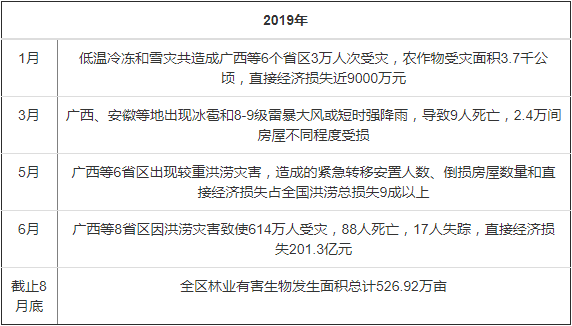 2019年
1月
低温冷冻和雪灾共造成广西等6个省区3万人次受灾，农作物受灾面积3.7千公
顷，直接经济损失近9000万元
3月
广西、安徽等地出现冰雹和8-9级雷暴大风或短时强降雨，导致9人死亡，2.4万间
房屋不同程度受损
5月
广西等6省区出现较重洪涝灾害，造成的紧急转移安置人数、倒损房屋数量和直
接经济损失占全国洪涝总损失9成以上
6月
广西等8省区因洪涝灾害致使614万人受灾，88人死亡，17人失踪，直接经济损
失201.3亿元
截止8
月底
全区林业有害生物发生面积总计526.92万亩